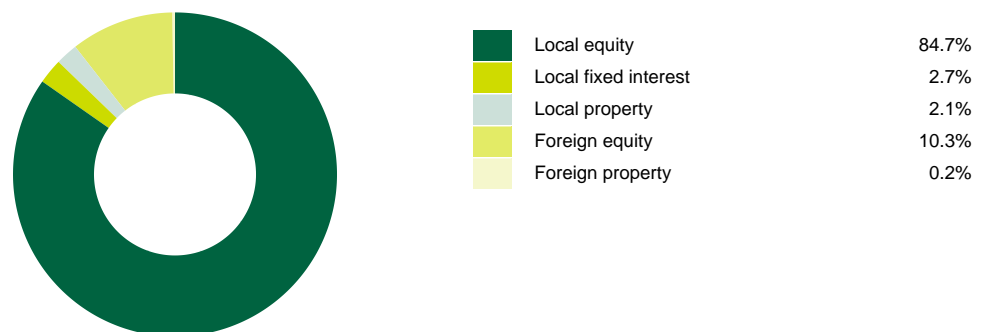 Local equity 84.7%
Local fixed interest 2.7%
Local property 2.1%
Foreign equity 10.3%
Foreign property 0.2%